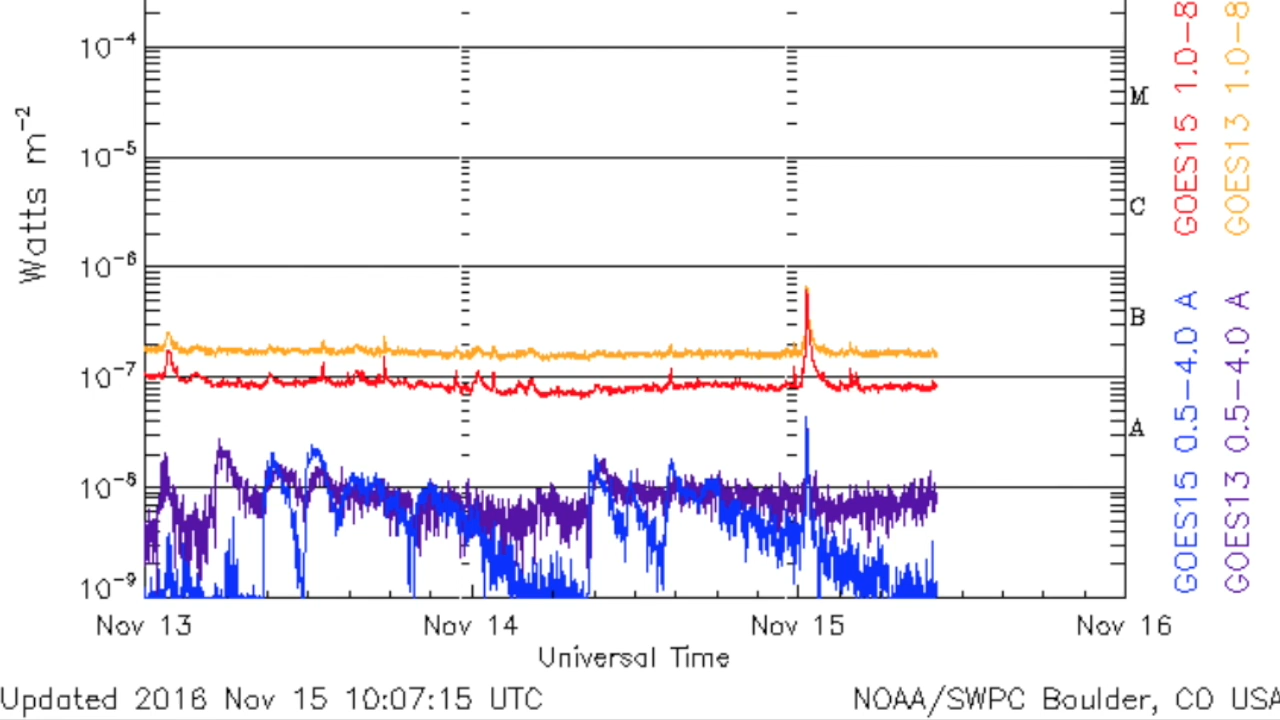 10-4
10-5
10-6
10-7
10-8
10-9
Watts m-2
M
C
B
A
Nov 13 Nov 14 Nov 15 Nov 16
Universal Time
Updated 2016 Nov 15 10:07:15 UTC
NOAA/SWPC Boulder, CO USA
GOES15 0.5-4.0 A GOES15 1.0-8
GOES13 0.5-4.0 A GOES13 1.0-8